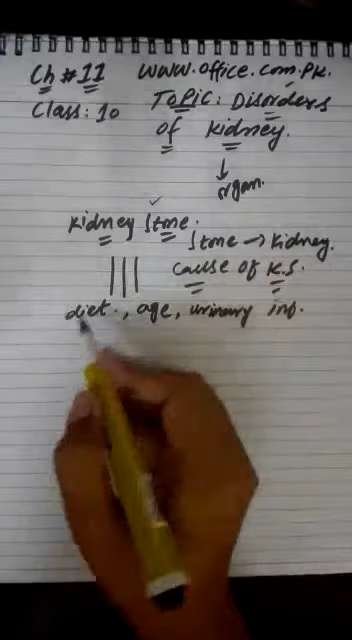 Ch # 11 www.office.com.PK.
Class: 10 ToPic: Disorders
of kidney.
↓
organ.
kidney stone.
stone → kidney.
cause of K.S.
diet., age, urinary inf.